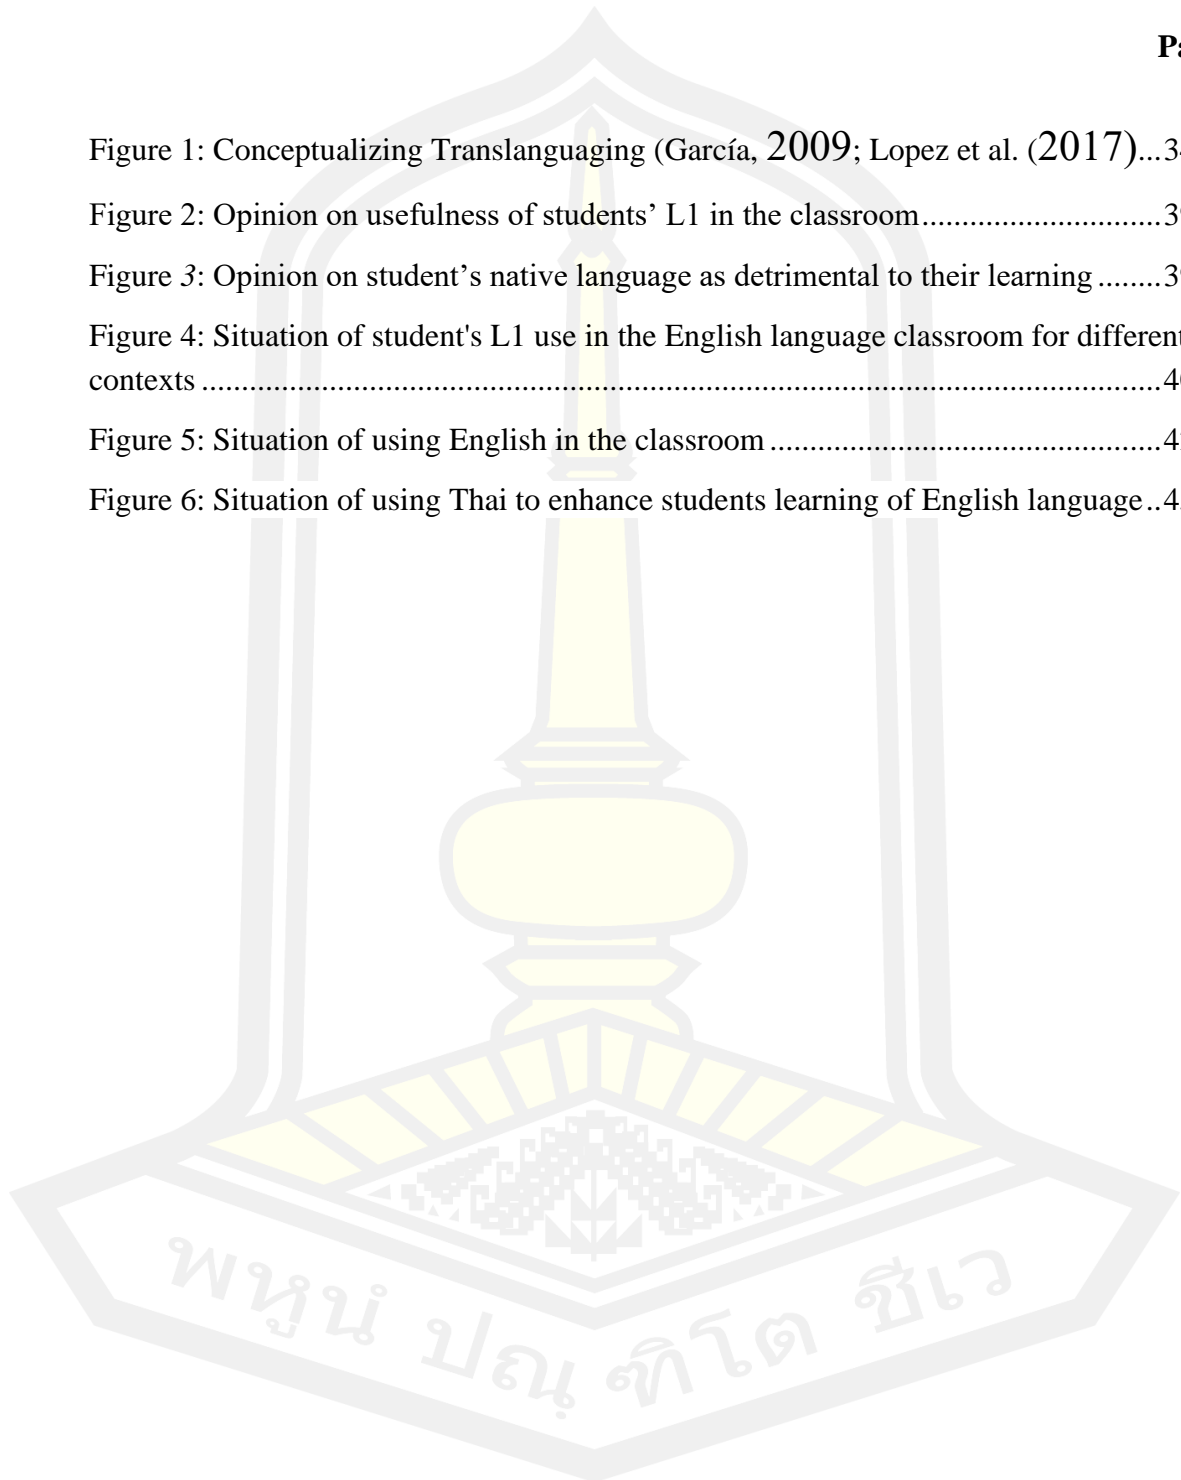 Pa
Figure 1: Conceptualizing Translanguaging (García, 2009; Lopez et al. (2017)...3
Figure 2: Opinion on usefulness of students’ L1 in the classroom............................3
Figure 3: Opinion on student’s native language as detrimental to their learning ........3
Figure 4: Situation of student's L1 use in the English language classroom for different
contexts ....................................................................................................................4
Figure 5: Situation of using English in the classroom ...............................................4
Figure 6: Situation of using Thai to enhance students learning of English language..4
พหูนํ ปณฺฑิโต ชีเว